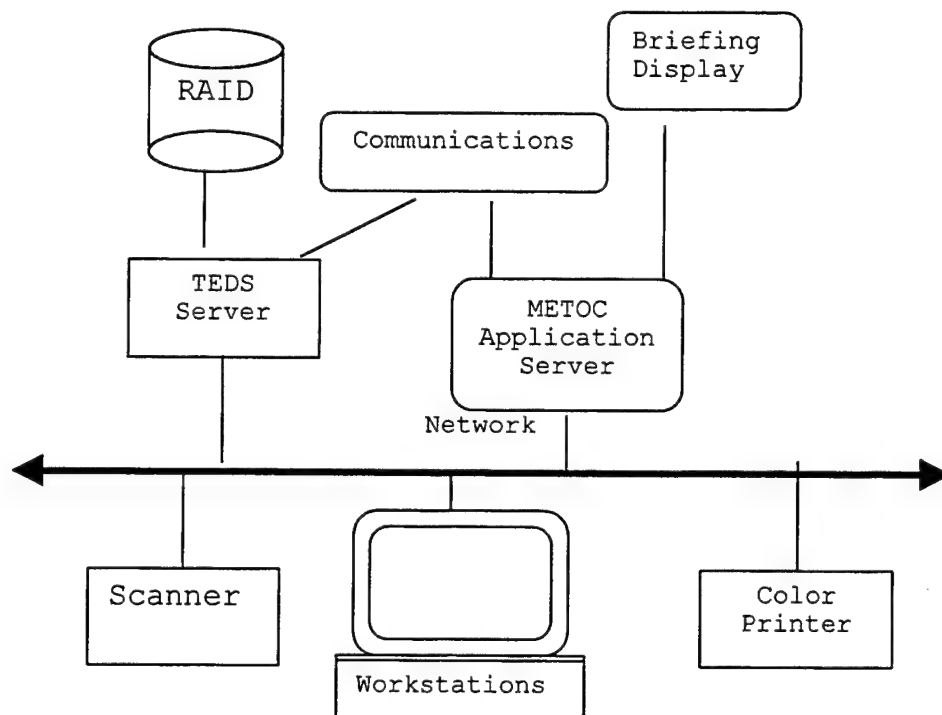 Briefing
Display
RAID
Communications
TEDS
Server
METOC
Application
Server
Network
Scanner
Color
Printer
Workstations